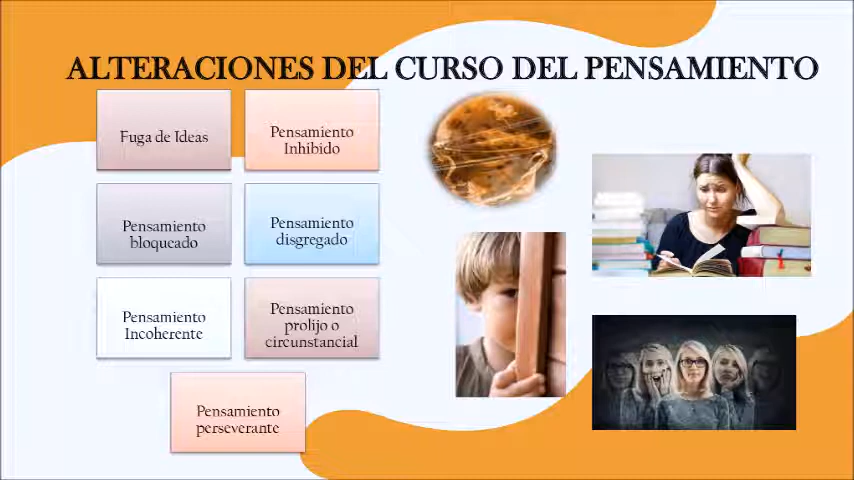 ALTERACIONES DEL CURSO DEL PENSAMIENTO
Fuga de Ideas
Pensamiento
Inhibido
Pensamiento
bloqueado
Pensamiento
disgregado
Pensamiento
Incoherente
Pensamiento
prolijo o
circunstancial
Pensamiento
perseverante